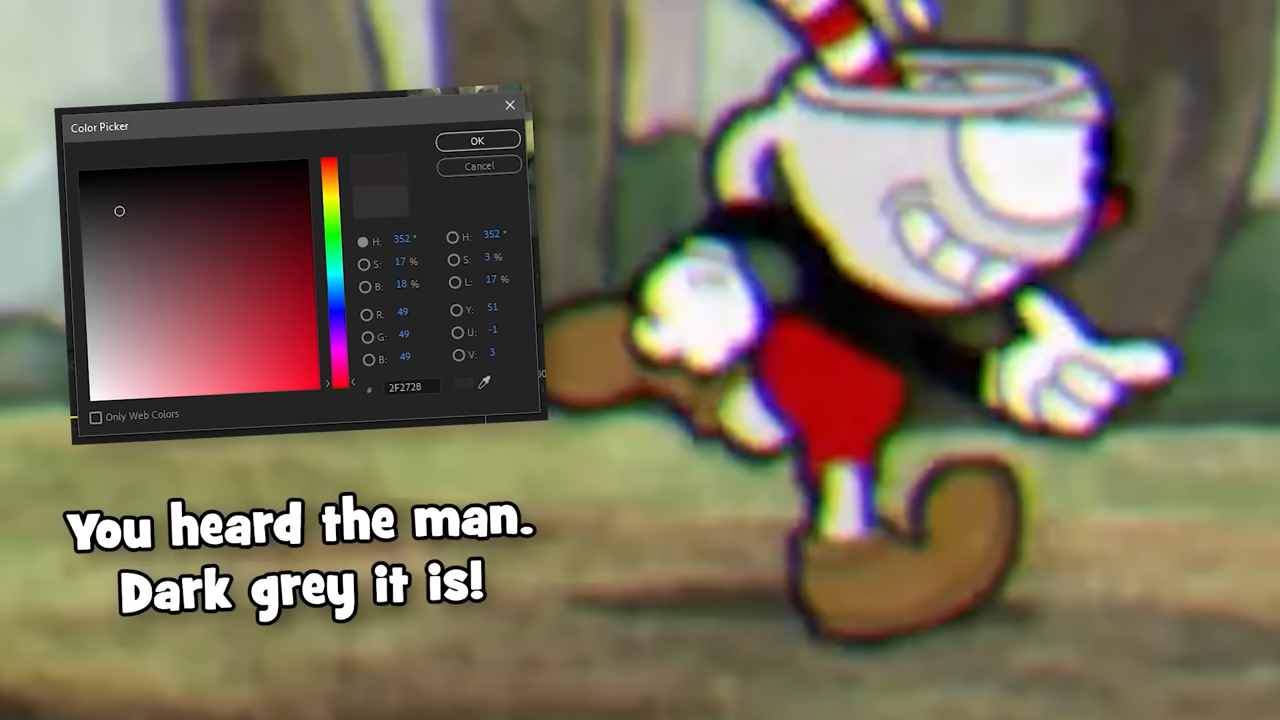 Color Picker
OK
Cancel
H: 352 ° H: 352 °
S: 17 % S: 3 %
B: 18 % L: 17 %
R: 49 Y: 51
G: 49 U: -1
B: 49 V: 3
# 2F2728
Only Web Colors
You heard the man.
Dark grey it is!